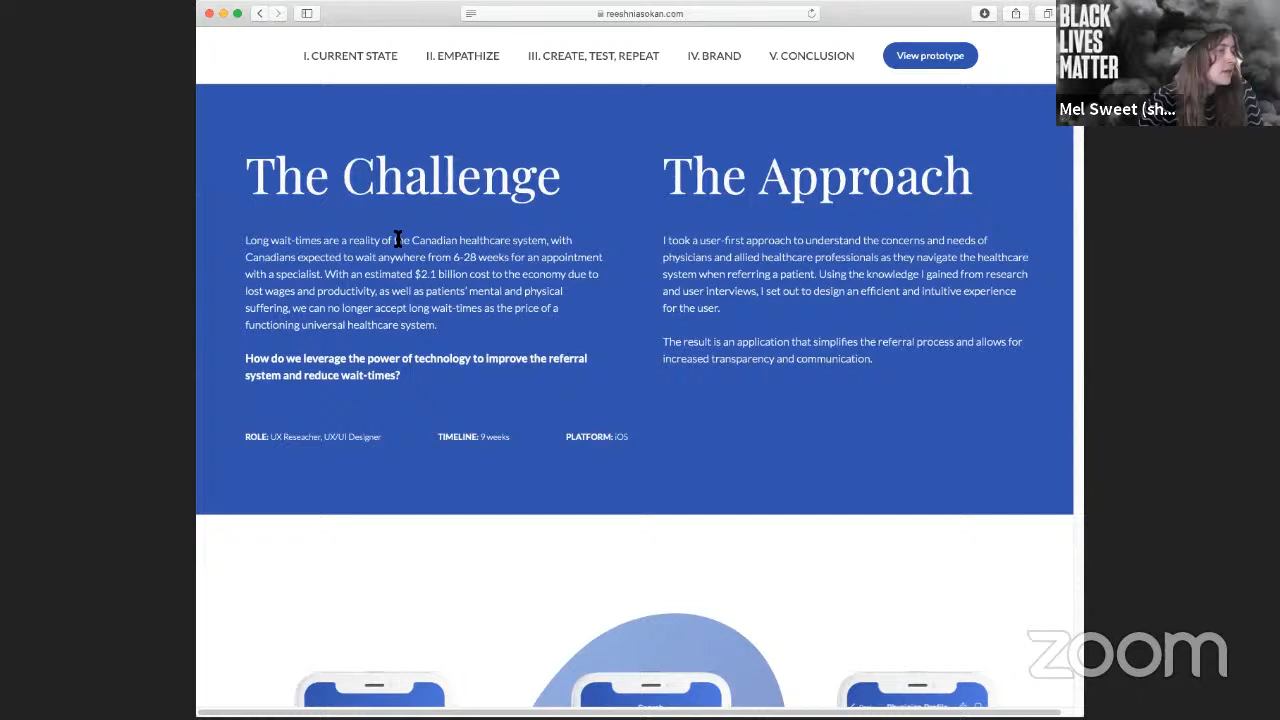 reeshniasokan.com
I. CURRENT STATE II. EMPATHIZE III. CREATE, TEST, REPEAT IV. BRAND V. CONCLUSION View prototype
BLACK
LIVES
MATTER
Mel Sweet (sh...
The Challenge
Long wait-times are a reality of the Canadian healthcare system, with
Canadians expected to wait anywhere from 6-28 weeks for an appointment
with a specialist. With an estimated $2.1 billion cost to the economy due to
lost wages and productivity, as well as patients' mental and physical
suffering, we can no longer accept long wait-times as the price of a
functioning universal healthcare system.
How do we leverage the power of technology to improve the referral
system and reduce wait-times?
The Approach
I took a user-first approach to understand the concerns and needs of
physicians and allied healthcare professionals as they navigate the healthcare
system when referring a patient. Using the knowledge I gained from research
and user interviews, I set out to design an efficient and intuitive experience
for the user.
The result is an application that simplifies the referral process and allows for
increased transparency and communication.
ROLE: UX Reseacher, UX/UI Designer TIMELINE: 9 weeks PLATFORM: iOS
zoom